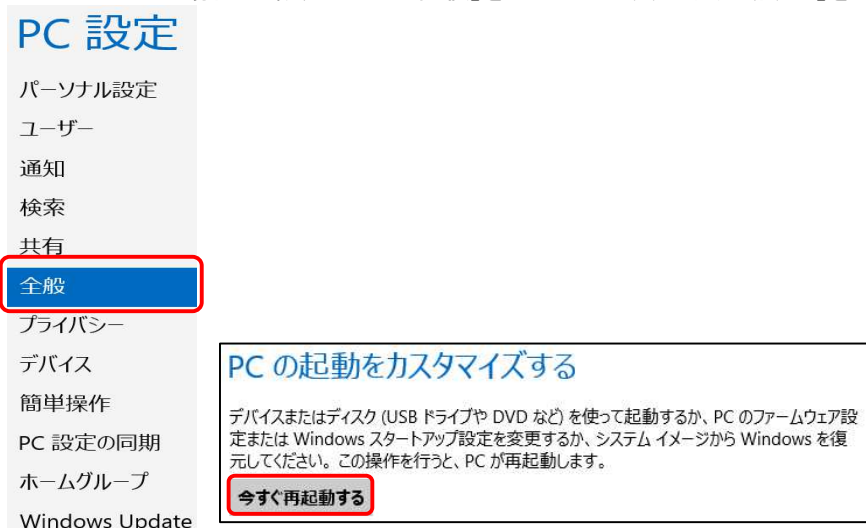 PC 設定
パーソナル設定
ユーザー
通知
検索
共有
全般
プライバシー
デバイス
簡単操作
PC 設定の同期
ホームグループ
Windows Update
PC の起動をカスタマイズする
デバイスまたはディスク (USB ドライブや DVD など) を使って起動するか、PC のファームウェア設
定または Windows スタートアップ設定を変更するか、システム イメージから Windows を復
元してください。この操作を行うと、PC が再起動します。
今すぐ再起動する